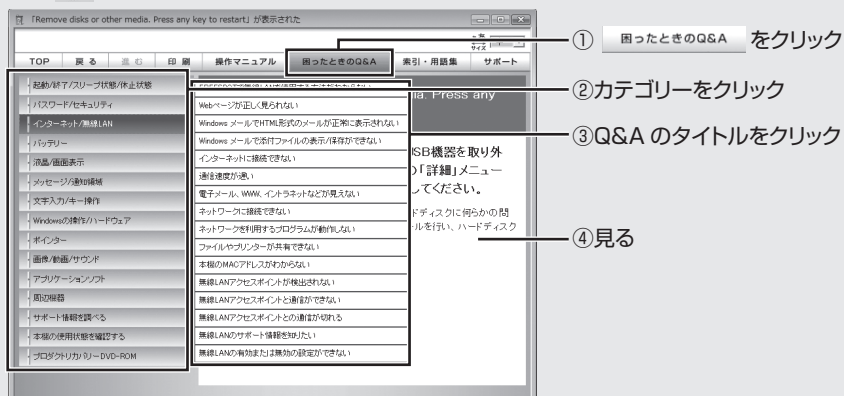 「Remove disks or other media. Press any key to restart」が表示された
文字
サイズ
TOP 戻る 進む 印刷 操作マニュアル 困ったときのQ&A 索引・用語集 サポート
起動/終了/スリープ状態/休止状態
パスワード/セキュリティ
インターネット/無線LAN
バッテリー
液晶/画面表示
メッセージ/通知領域
文字入力/キー操作
Windowsの操作/ハードウェア
ポインター
画像/動画/サウンド
アプリケーションソフト
周辺機器
サポート情報を調べる
本機の使用状態を確認する
プロダクトリカバリーDVD-ROM
Webページが正しく見られない
Windows メールでHTML形式のメールが正常に表示されない
Windows メールで添付ファイルの表示/保存ができない
インターネットに接続できない
通信速度が遅い
電子メール、WWW、イントラネットなどが見えない
ネットワークに接続できない
ネットワークを利用するプログラムが動作しない
ファイルやプリンターが共有できない
本機のMACアドレスがわからない
無線LANアクセスポイントが検出されない
無線LANアクセスポイントと通信ができない
無線LANアクセスポイントとの通信が切れる
無線LANのサポート情報を知りたい
無線LANの有効または無効の設定ができない
ia. Press any
SB機器を取り外
の「詳細」メニュー
してください。
ドディスクに何らかの問
ールを行い、ハードディスク
① 困ったときのQ&A をクリック
②カテゴリーをクリック
③Q&A のタイトルをクリック
④見る